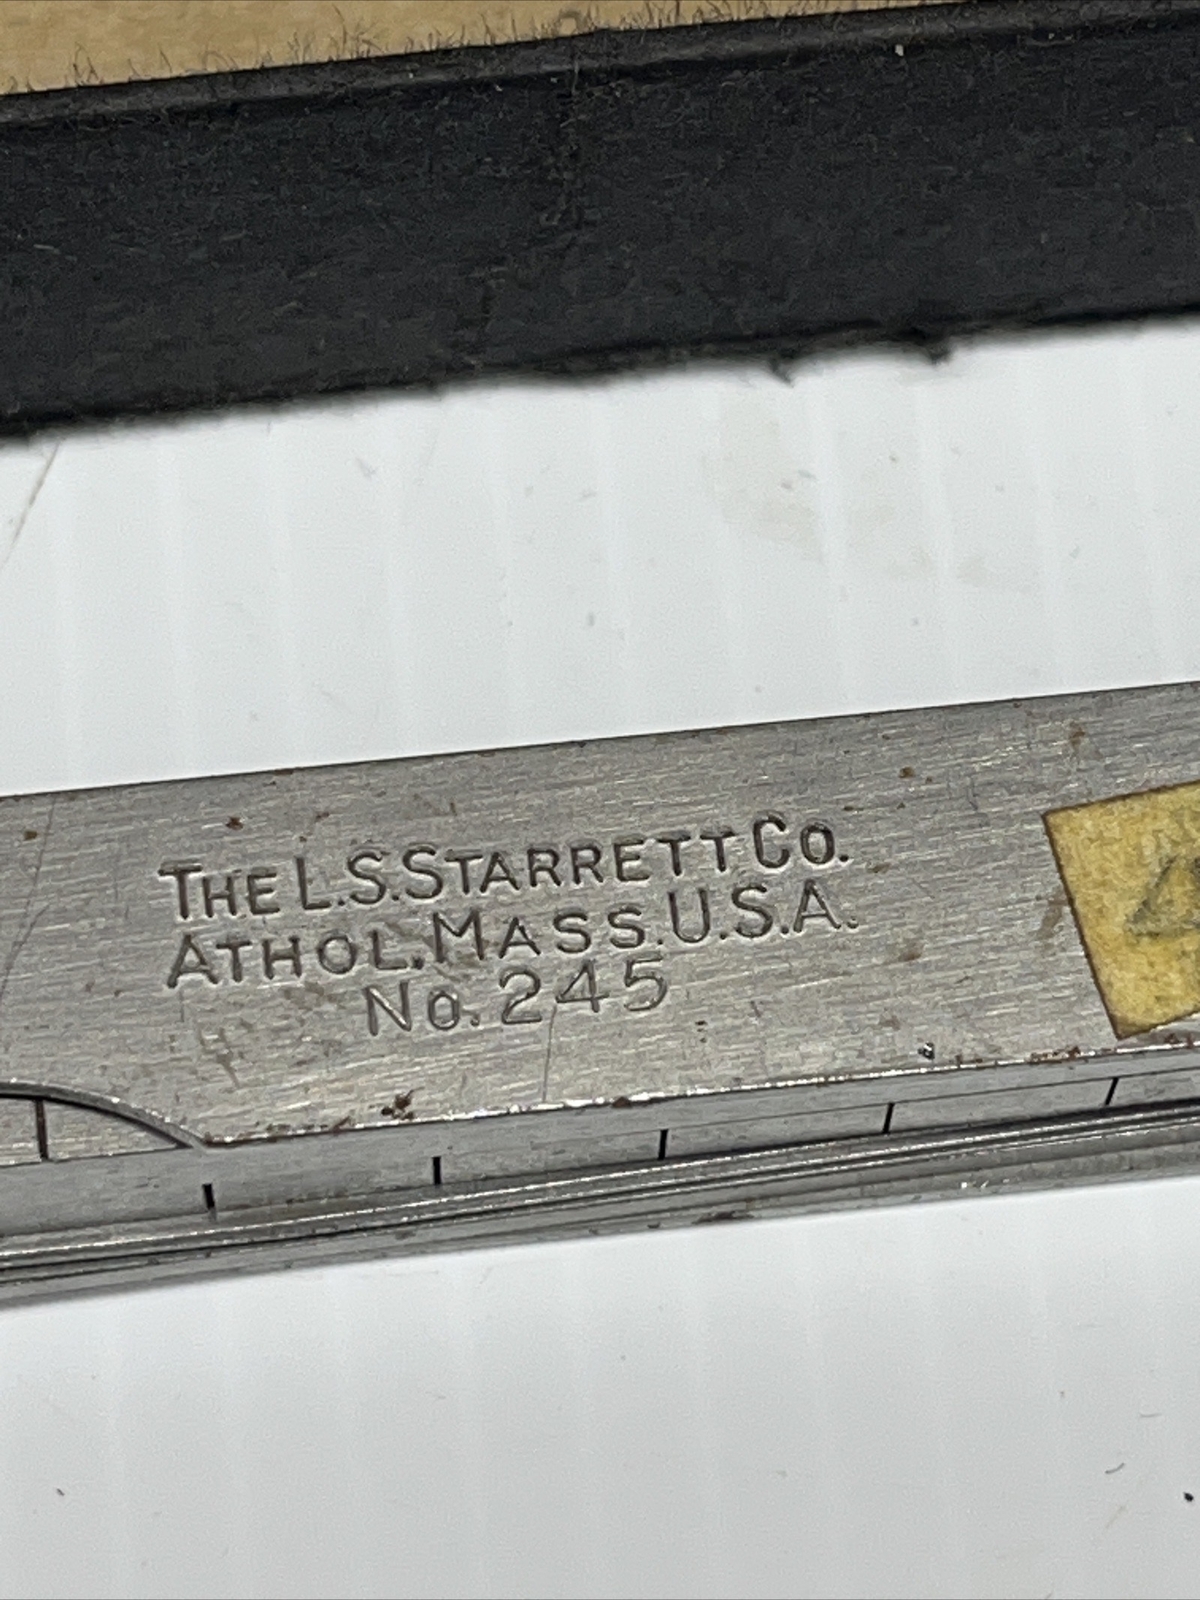 THE L.S. STARRETT CO.
ATHOL. MASS. U.S.A.
No. 245